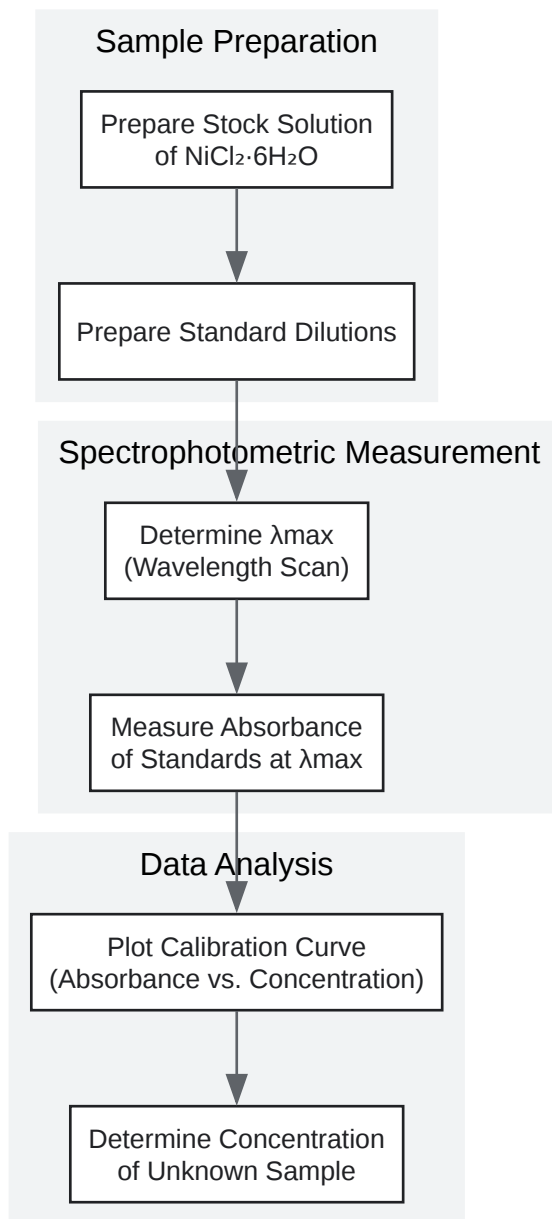 Sample Preparation
Prepare Stock Solution
of NiCl₂·6H₂O
Prepare Standard Dilutions
Spectrophotometric Measurement
Determine λmax
(Wavelength Scan)
Measure Absorbance
of Standards at λmax
Data Analysis
Plot Calibration Curve
(Absorbance vs. Concentration)
Determine Concentration
of Unknown Sample